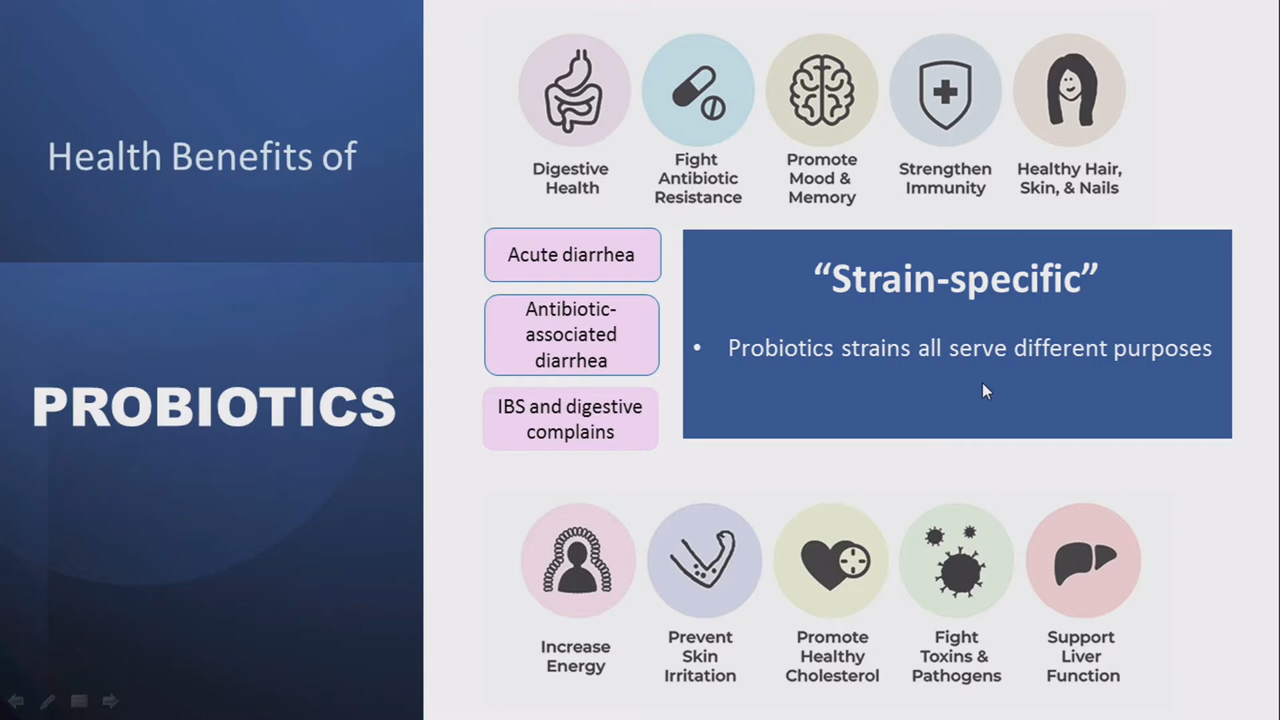 Health Benefits of
PROBIOTICS
Digestive
Health
Fight
Antibiotic
Resistance
Promote
Mood &
Memory
Strengthen
Immunity
Healthy Hair,
Skin, & Nails
Acute diarrhea
Antibiotic-
associated
diarrhea
IBS and digestive
complains
“Strain-specific”
• Probiotics strains all serve different purposes
Increase
Energy
Prevent
Skin
Irritation
Promote
Healthy
Cholesterol
Fight
Toxins &
Pathogens
Support
Liver
Function